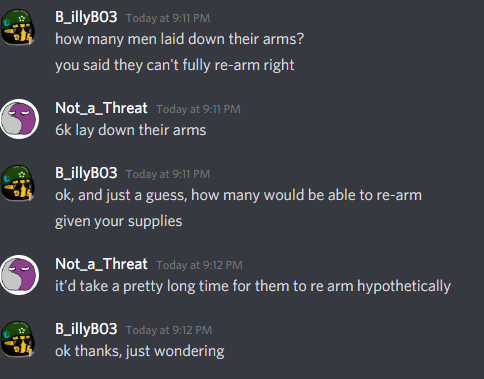 B_illyB03 Today at 9:11 PM
how many men laid down their arms?
you said they can't fully re-arm right
Not_a_Threat Today at 9:11 PM
6k lay down their arms
B_illyB03 Today at 9:11 PM
ok, and just a guess, how many would be able to re-arm
given your supplies
Not_a_Threat Today at 9:12 PM
it'd take a pretty long time for them to re arm hypothetically
B_illyB03 Today at 9:12 PM
ok thanks, just wondering